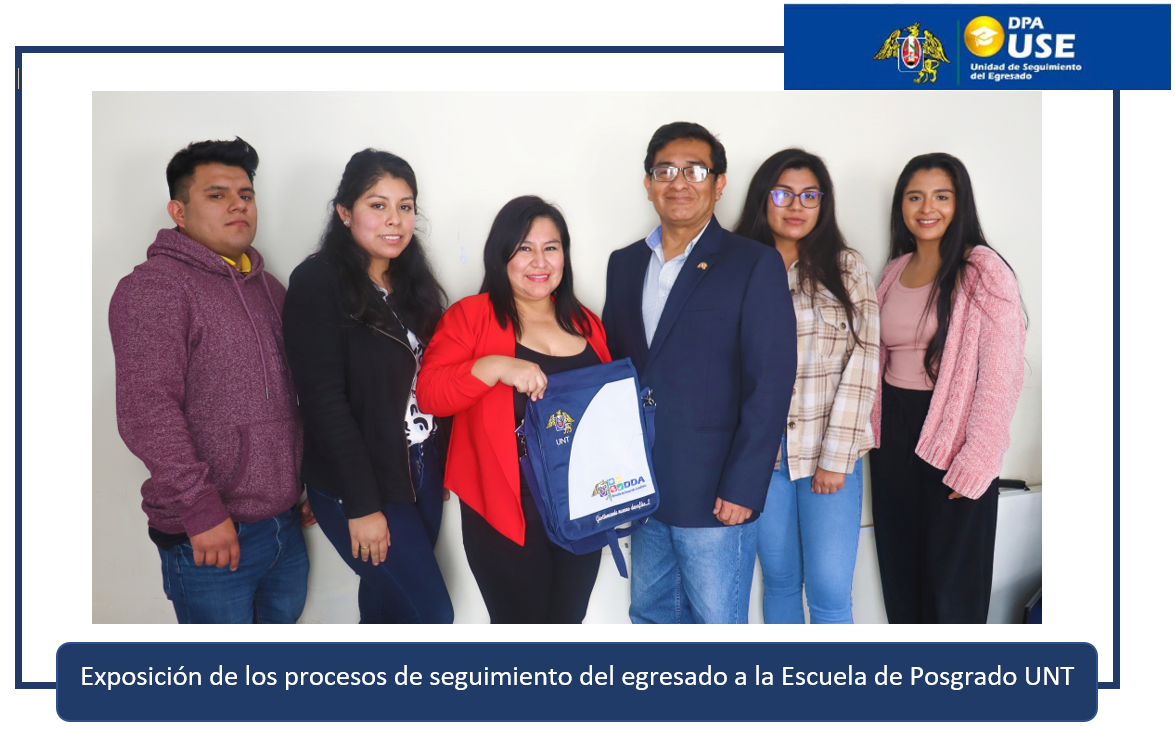 DPA
USE
Unidad de Seguimiento
del Egresado
UNT
DDA
Exposición de los procesos de seguimiento del egresado a la Escuela de Posgrado UNT